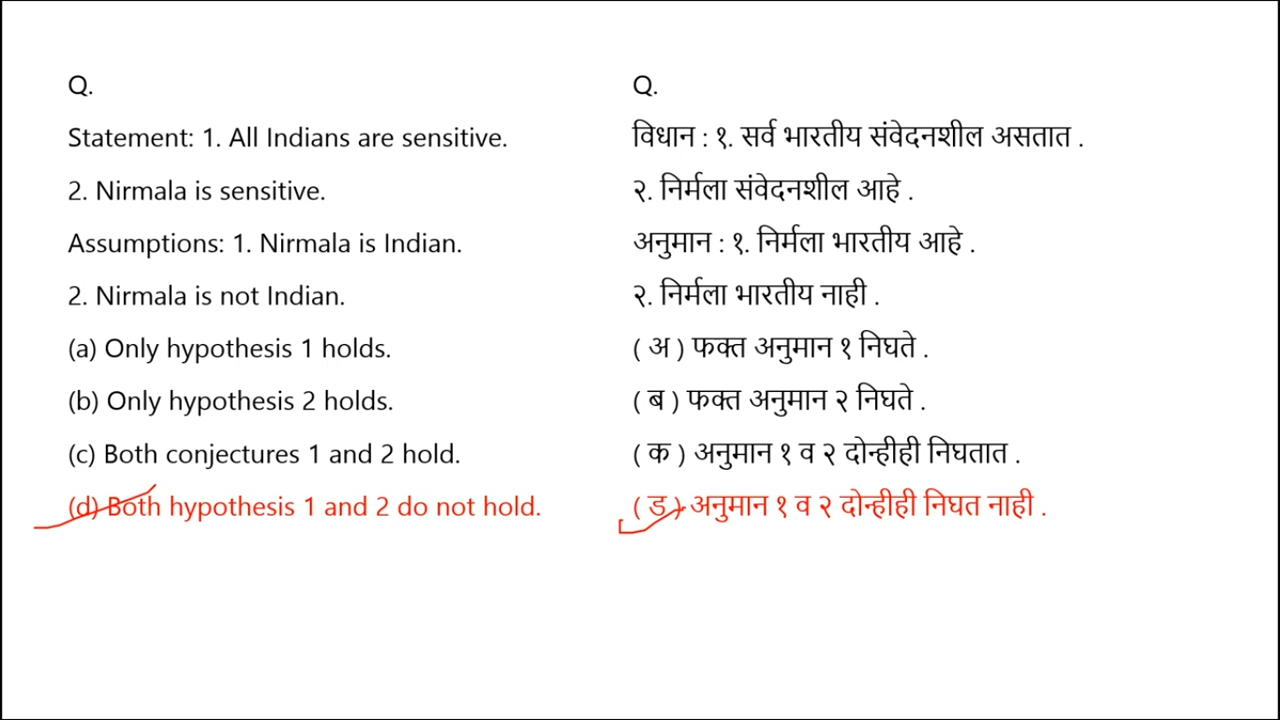 Q.
Statement: 1. All Indians are sensitive.
2. Nirmala is sensitive.
Assumptions: 1. Nirmala is Indian.
2. Nirmala is not Indian.
(a) Only hypothesis 1 holds.
(b) Only hypothesis 2 holds.
(c) Both conjectures 1 and 2 hold.
(d) Both hypothesis 1 and 2 do not hold.
Q.
विधान : १. सर्व भारतीय संवेदनशील असतात .
२. निर्मला संवेदनशील आहे .
अनुमान : १. निर्मला भारतीय आहे .
२. निर्मला भारतीय नाही .
( अ ) फक्त अनुमान १ निघते .
( ब ) फक्त अनुमान २ निघते .
( क ) अनुमान १ व २ दोन्हीही निघतात .
( ड ) अनुमान १ व २ दोन्हीही निघत नाही .